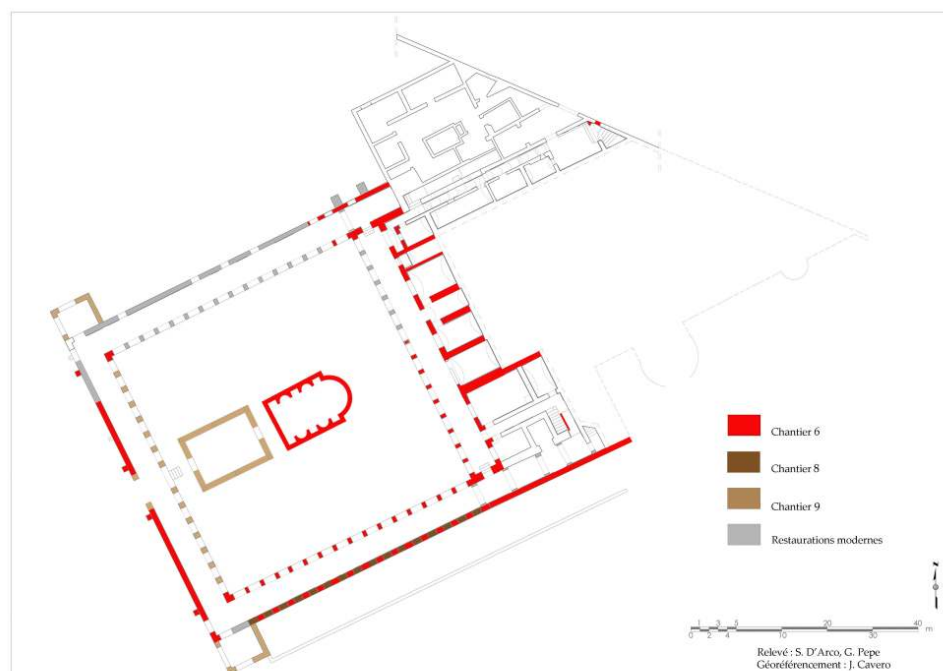 Chantier 6
Chantier 8
Chantier 9
Restaurations modernes
N
1 3 5 20 40 m
0 2 4 10 30
Relevé : S. D'Arco, G. Pepe
Géoréférencement : J. Cavero